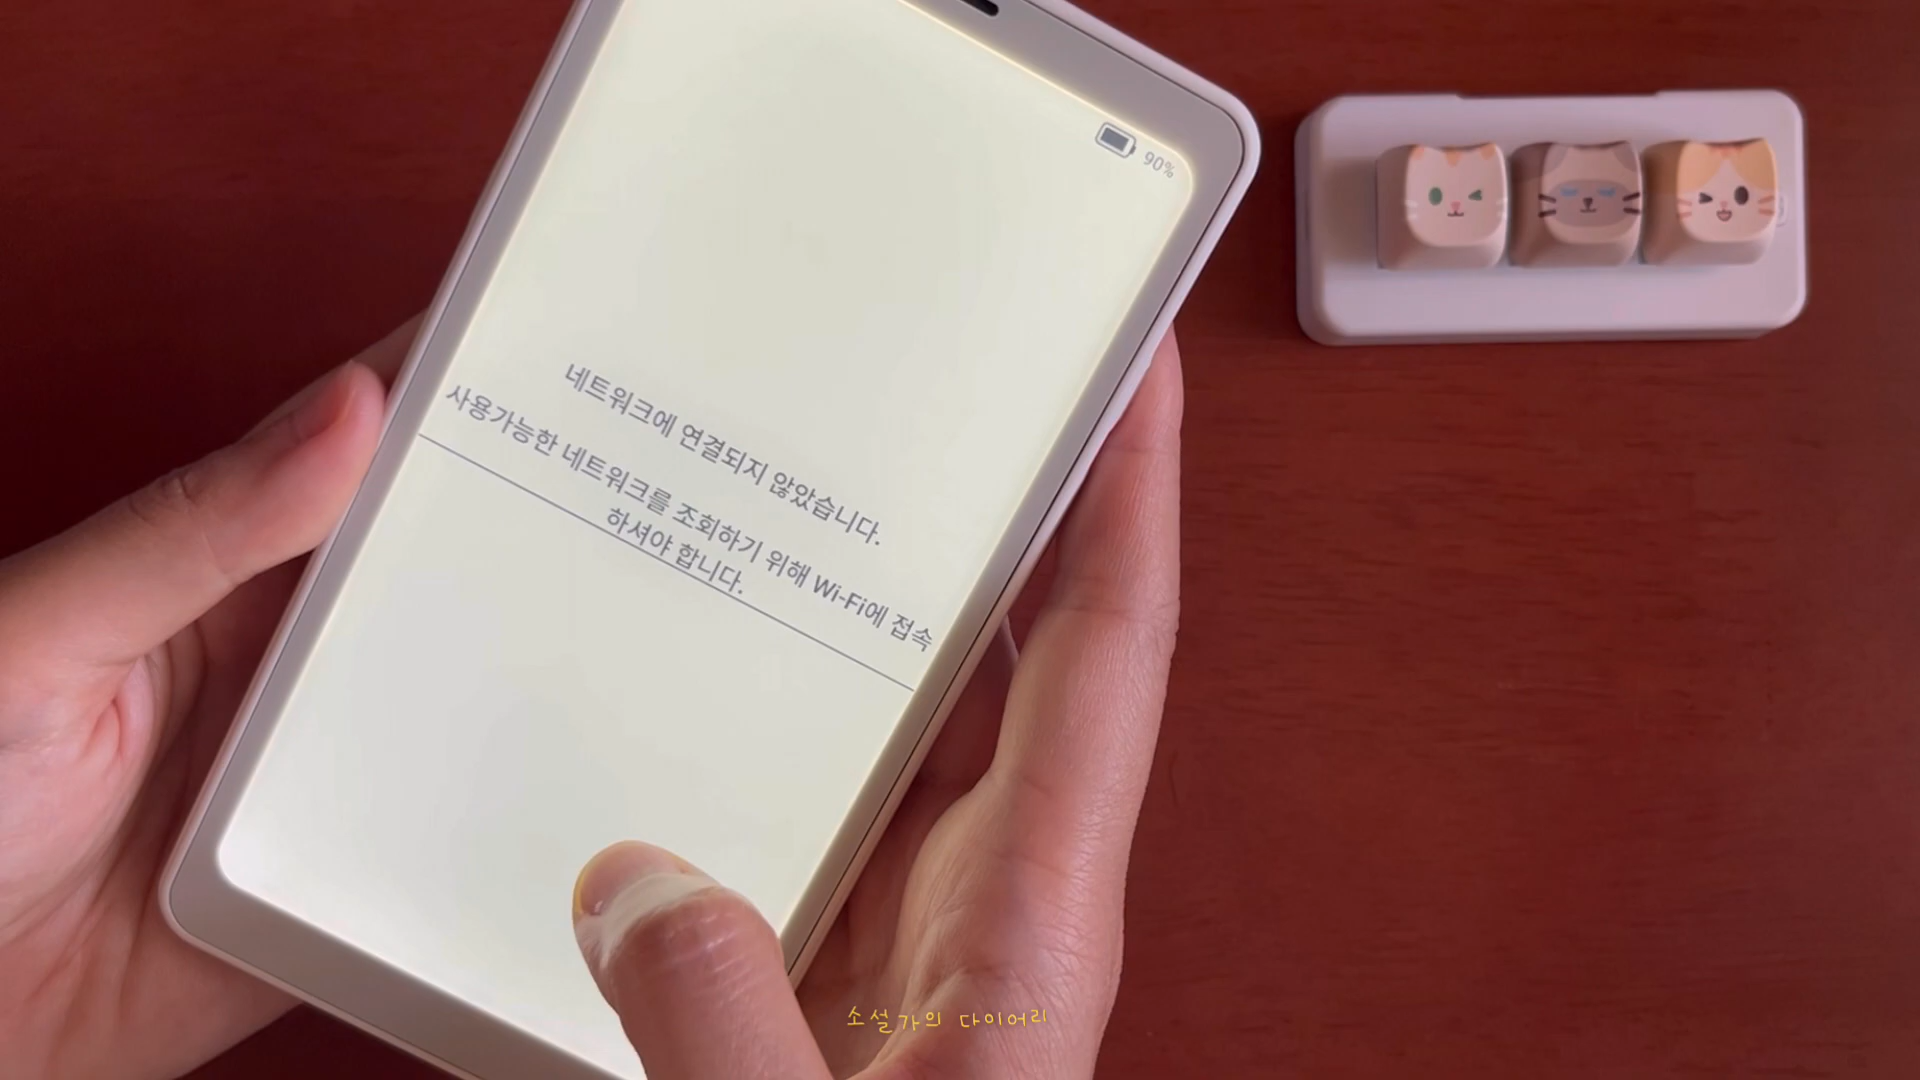 90%
네트워크에 연결되지 않았습니다.
사용가능한 네트워크를 조회하기 위해 Wi-Fi에 접속
하셔야 합니다.
소설가의 다이어리